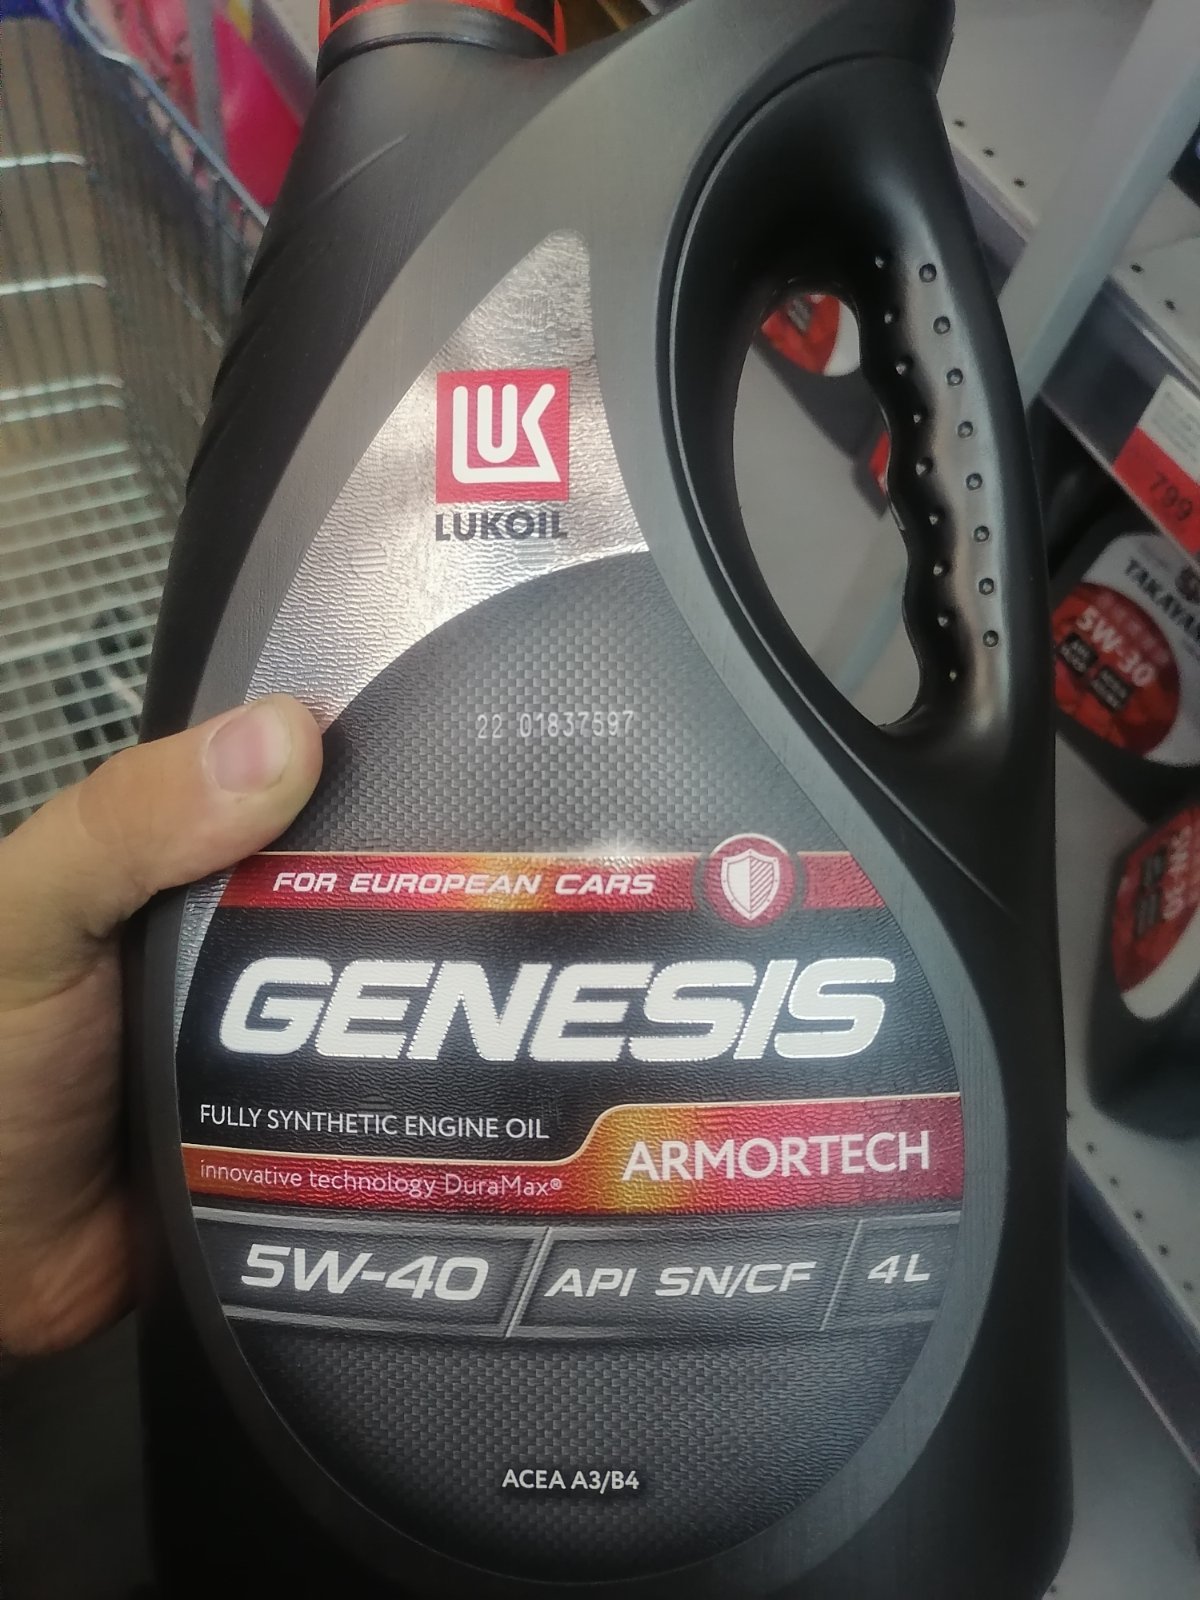 LUK
LUKOIL
22 01837597
FOR EUROPEAN CARS
GENESIS
FULLY SYNTHETIC ENGINE OIL
ARMORTECH
innovative technology DuraMax®
5W-40
API SN/CF
4L
ACEA A3/B4
799
5W-30